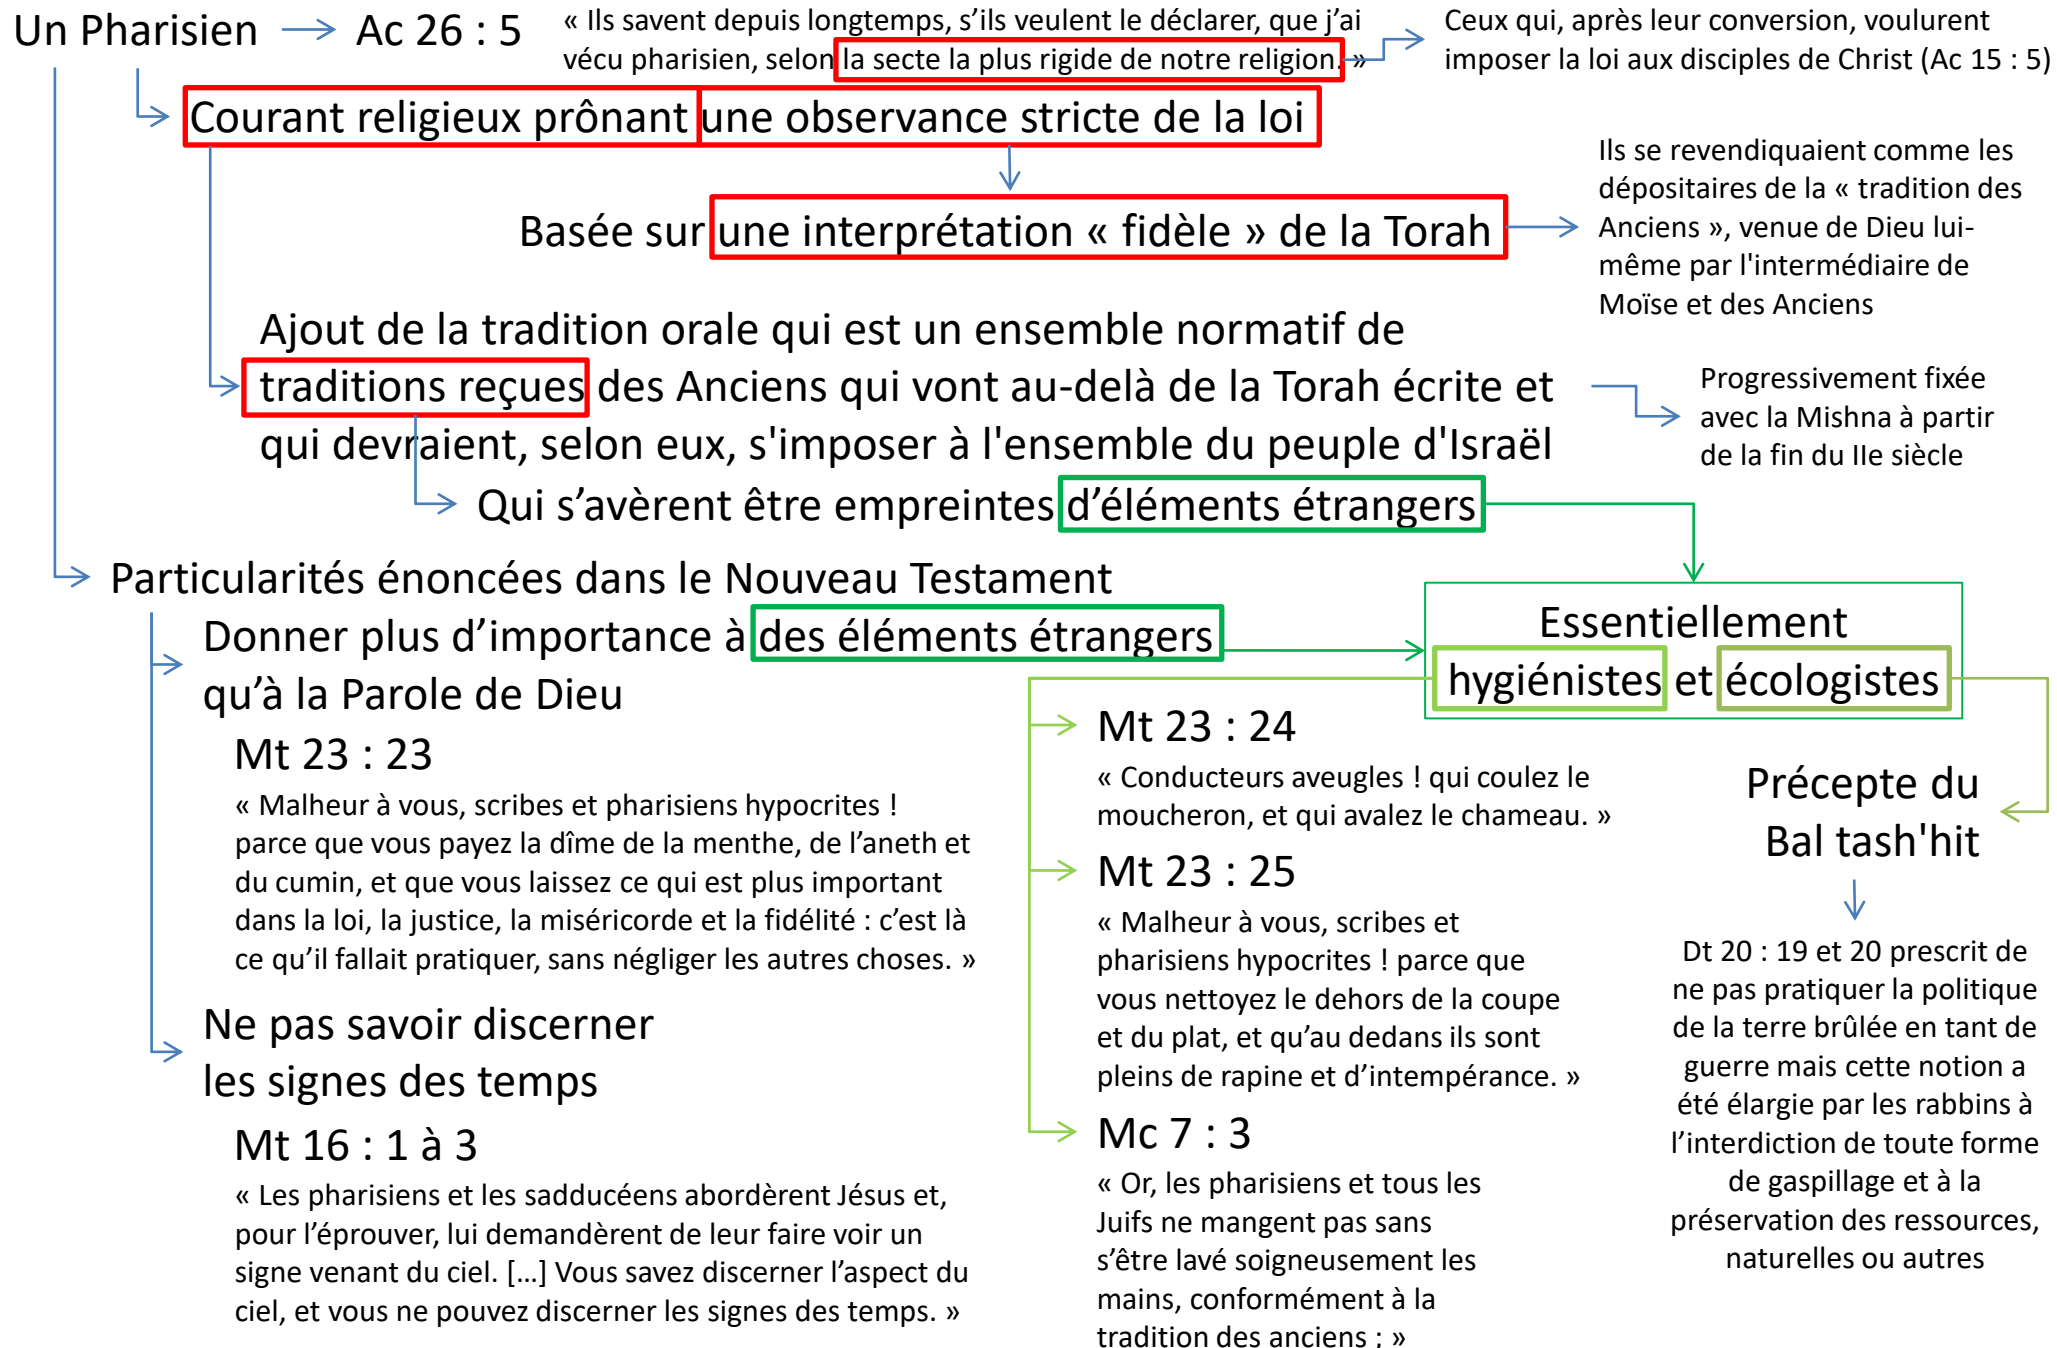 Un Pharisien
Ac 26 : 5
« Ils savent depuis longtemps, s’ils veulent le déclarer, que j’ai
vécu pharisien, selon la secte la plus rigide de notre religion. »
Ceux qui, après leur conversion, voulurent
imposer la loi aux disciples de Christ (Ac 15 : 5)
Courant religieux prônant une observance stricte de la loi
Basée sur une interprétation « fidèle » de la Torah
Ils se revendiquaient comme les
dépositaires de la « tradition des
Anciens », venue de Dieu lui-
même par l'intermédiaire de
Moïse et des Anciens
Ajout de la tradition orale qui est un ensemble normatif de
traditions reçues des Anciens qui vont au-delà de la Torah écrite et
qui devraient, selon eux, s'imposer à l'ensemble du peuple d'Israël
Progressivement fixée
avec la Mishna à partir
de la fin du IIe siècle
Qui s’avèrent être empreintes d’éléments étrangers
Particularités énoncées dans le Nouveau Testament
Donner plus d’importance à des éléments étrangers
qu’à la Parole de Dieu
Essentiellement
hygiénistes et écologistes
Mt 23 : 23
« Malheur à vous, scribes et pharisiens hypocrites !
parce que vous payez la dîme de la menthe, de l’aneth et
du cumin, et que vous laissez ce qui est plus important
dans la loi, la justice, la miséricorde et la fidélité : c’est là
ce qu’il fallait pratiquer, sans négliger les autres choses. »
Ne pas savoir discerner
les signes des temps
Mt 16 : 1 à 3
« Les pharisiens et les sadducéens abordèrent Jésus et,
pour l’éprouver, lui demandèrent de leur faire voir un
signe venant du ciel. […] Vous savez discerner l’aspect du
ciel, et vous ne pouvez discerner les signes des temps. »
Mt 23 : 24
« Conducteurs aveugles ! qui coulez le
moucheron, et qui avalez le chameau. »
Mt 23 : 25
« Malheur à vous, scribes et
pharisiens hypocrites ! parce que
vous nettoyez le dehors de la coupe
et du plat, et qu’au dedans ils sont
pleins de rapine et d’intempérance. »
Mc 7 : 3
« Or, les pharisiens et tous les
Juifs ne mangent pas sans
s’être lavé soigneusement les
mains, conformément à la
tradition des anciens ; »
Précepte du
Bal tash'hit
Dt 20 : 19 et 20 prescrit de
ne pas pratiquer la politique
de la terre brûlée en tant de
guerre mais cette notion a
été élargie par les rabbins à
l’interdiction de toute forme
de gaspillage et à la
préservation des ressources,
naturelles ou autres